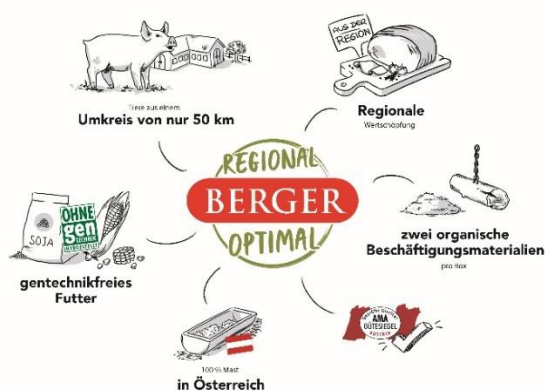 Tiere aus einem
Umkreis von nur 50 km
AUS DER
REGION
Regionale
Wertschöpfung
REGIONAL
BERGER
OPTIMAL
SOJA
OHNE
gen
TECHNIK
gentechnikfreies
Futter
zwei organische
Beschäftigungsmaterialien
pro Box
100% Mast
in Österreich
AMA
GÜTESIEGEL
AUSTRIA